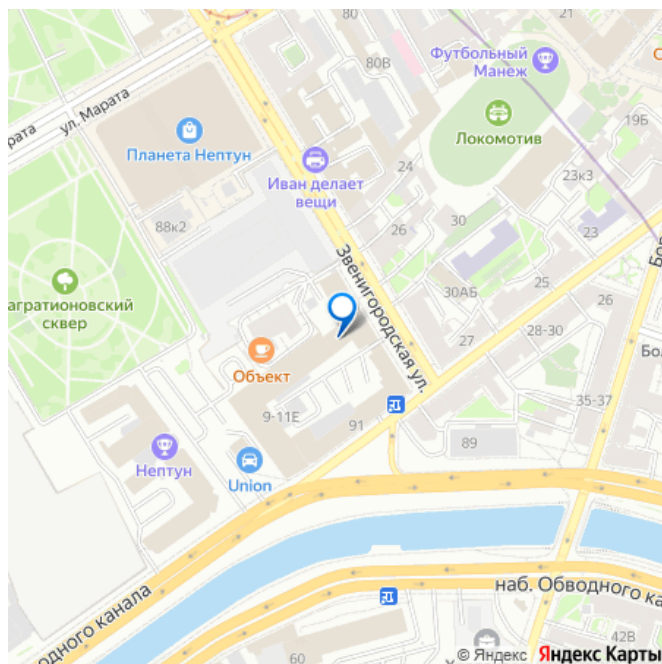 80
21
80В
Футбольный
Манеж
ул. Марата
рата
Планета Нептун
Локомотив
19Б
Иван делает
вещи
24
23к3
88к2
26
30
23
Звенигородская ул.
агратионовский
сквер
30АБ
25
26
28-30
27
Бол
Объект
9-11Е
91
35-37
89
Нептун
Union
одного канала
наб. Обводного ка
60
42В
© Яндекс Яндекс Карты